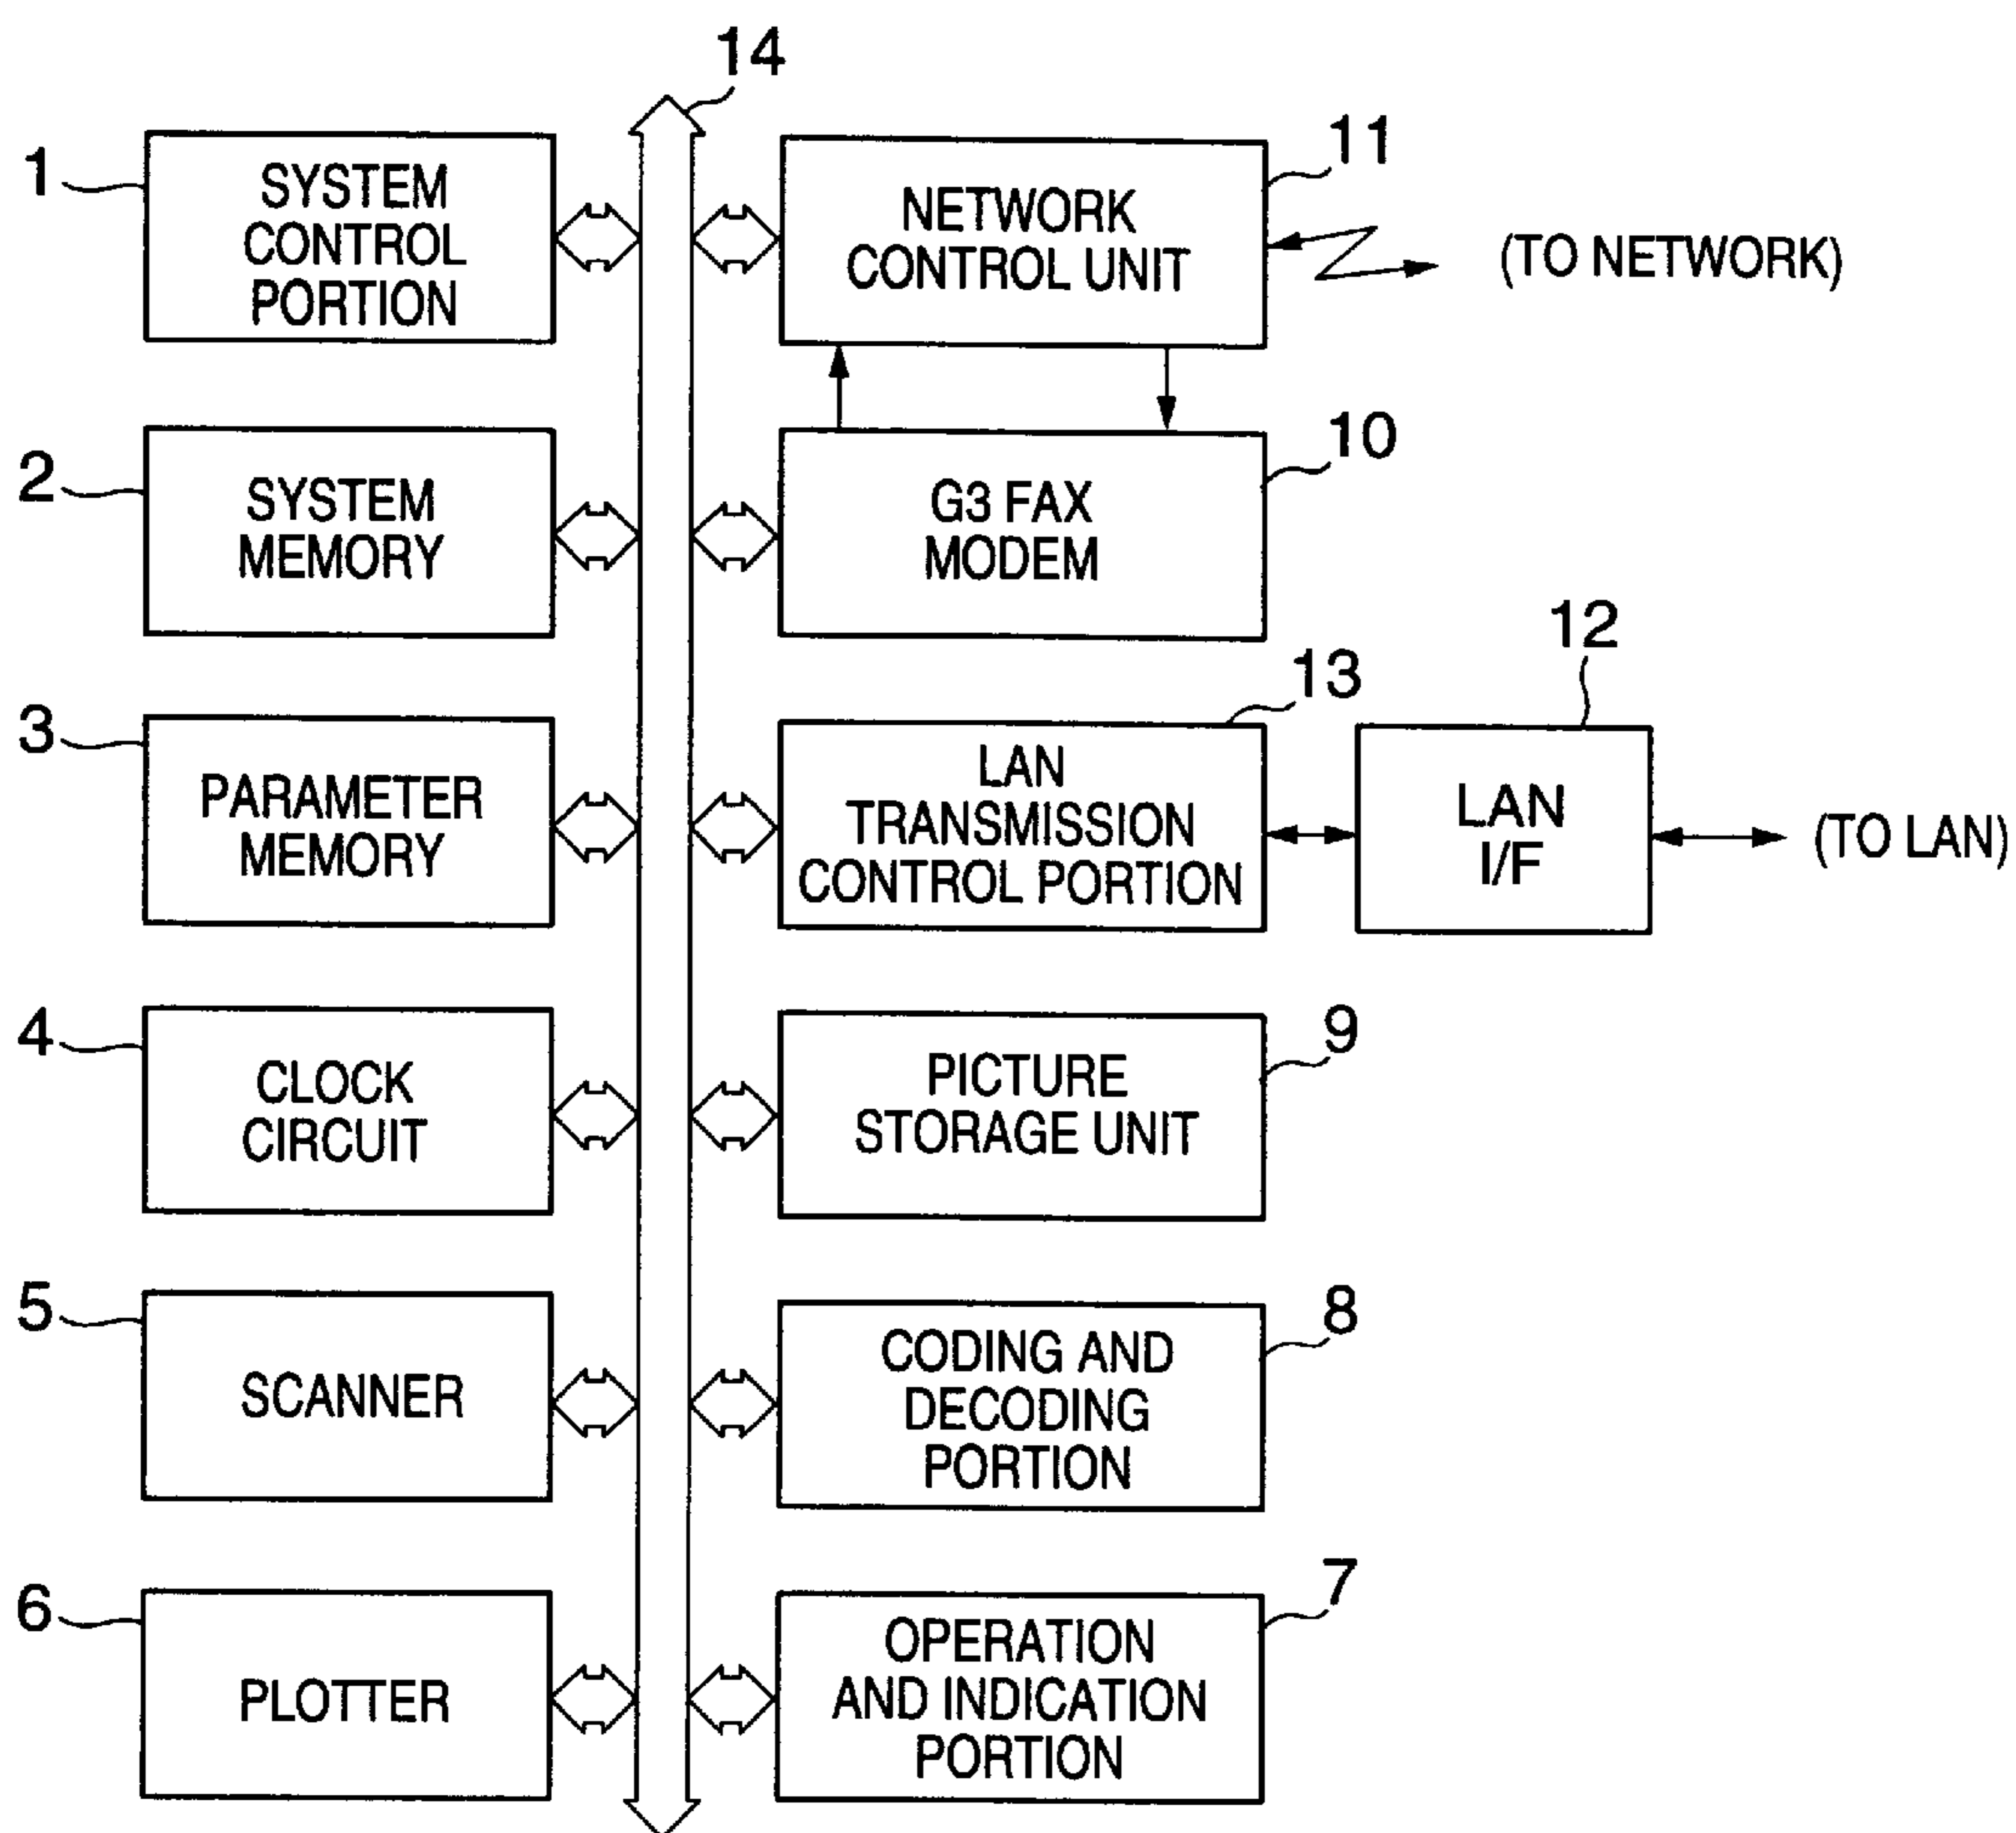 14
1
SYSTEM
CONTROL
PORTION
11
NETWORK
CONTROL UNIT
(TO NETWORK)
2
SYSTEM
MEMORY
10
G3 FAX
MODEM
3
PARAMETER
MEMORY
13
LAN
TRANSMISSION
CONTROL PORTION
12
LAN
I/F
(TO LAN)
4
CLOCK
CIRCUIT
9
PICTURE
STORAGE UNIT
5
SCANNER
8
CODING AND
DECODING
PORTION
6
PLOTTER
7
OPERATION
AND INDICATION
PORTION